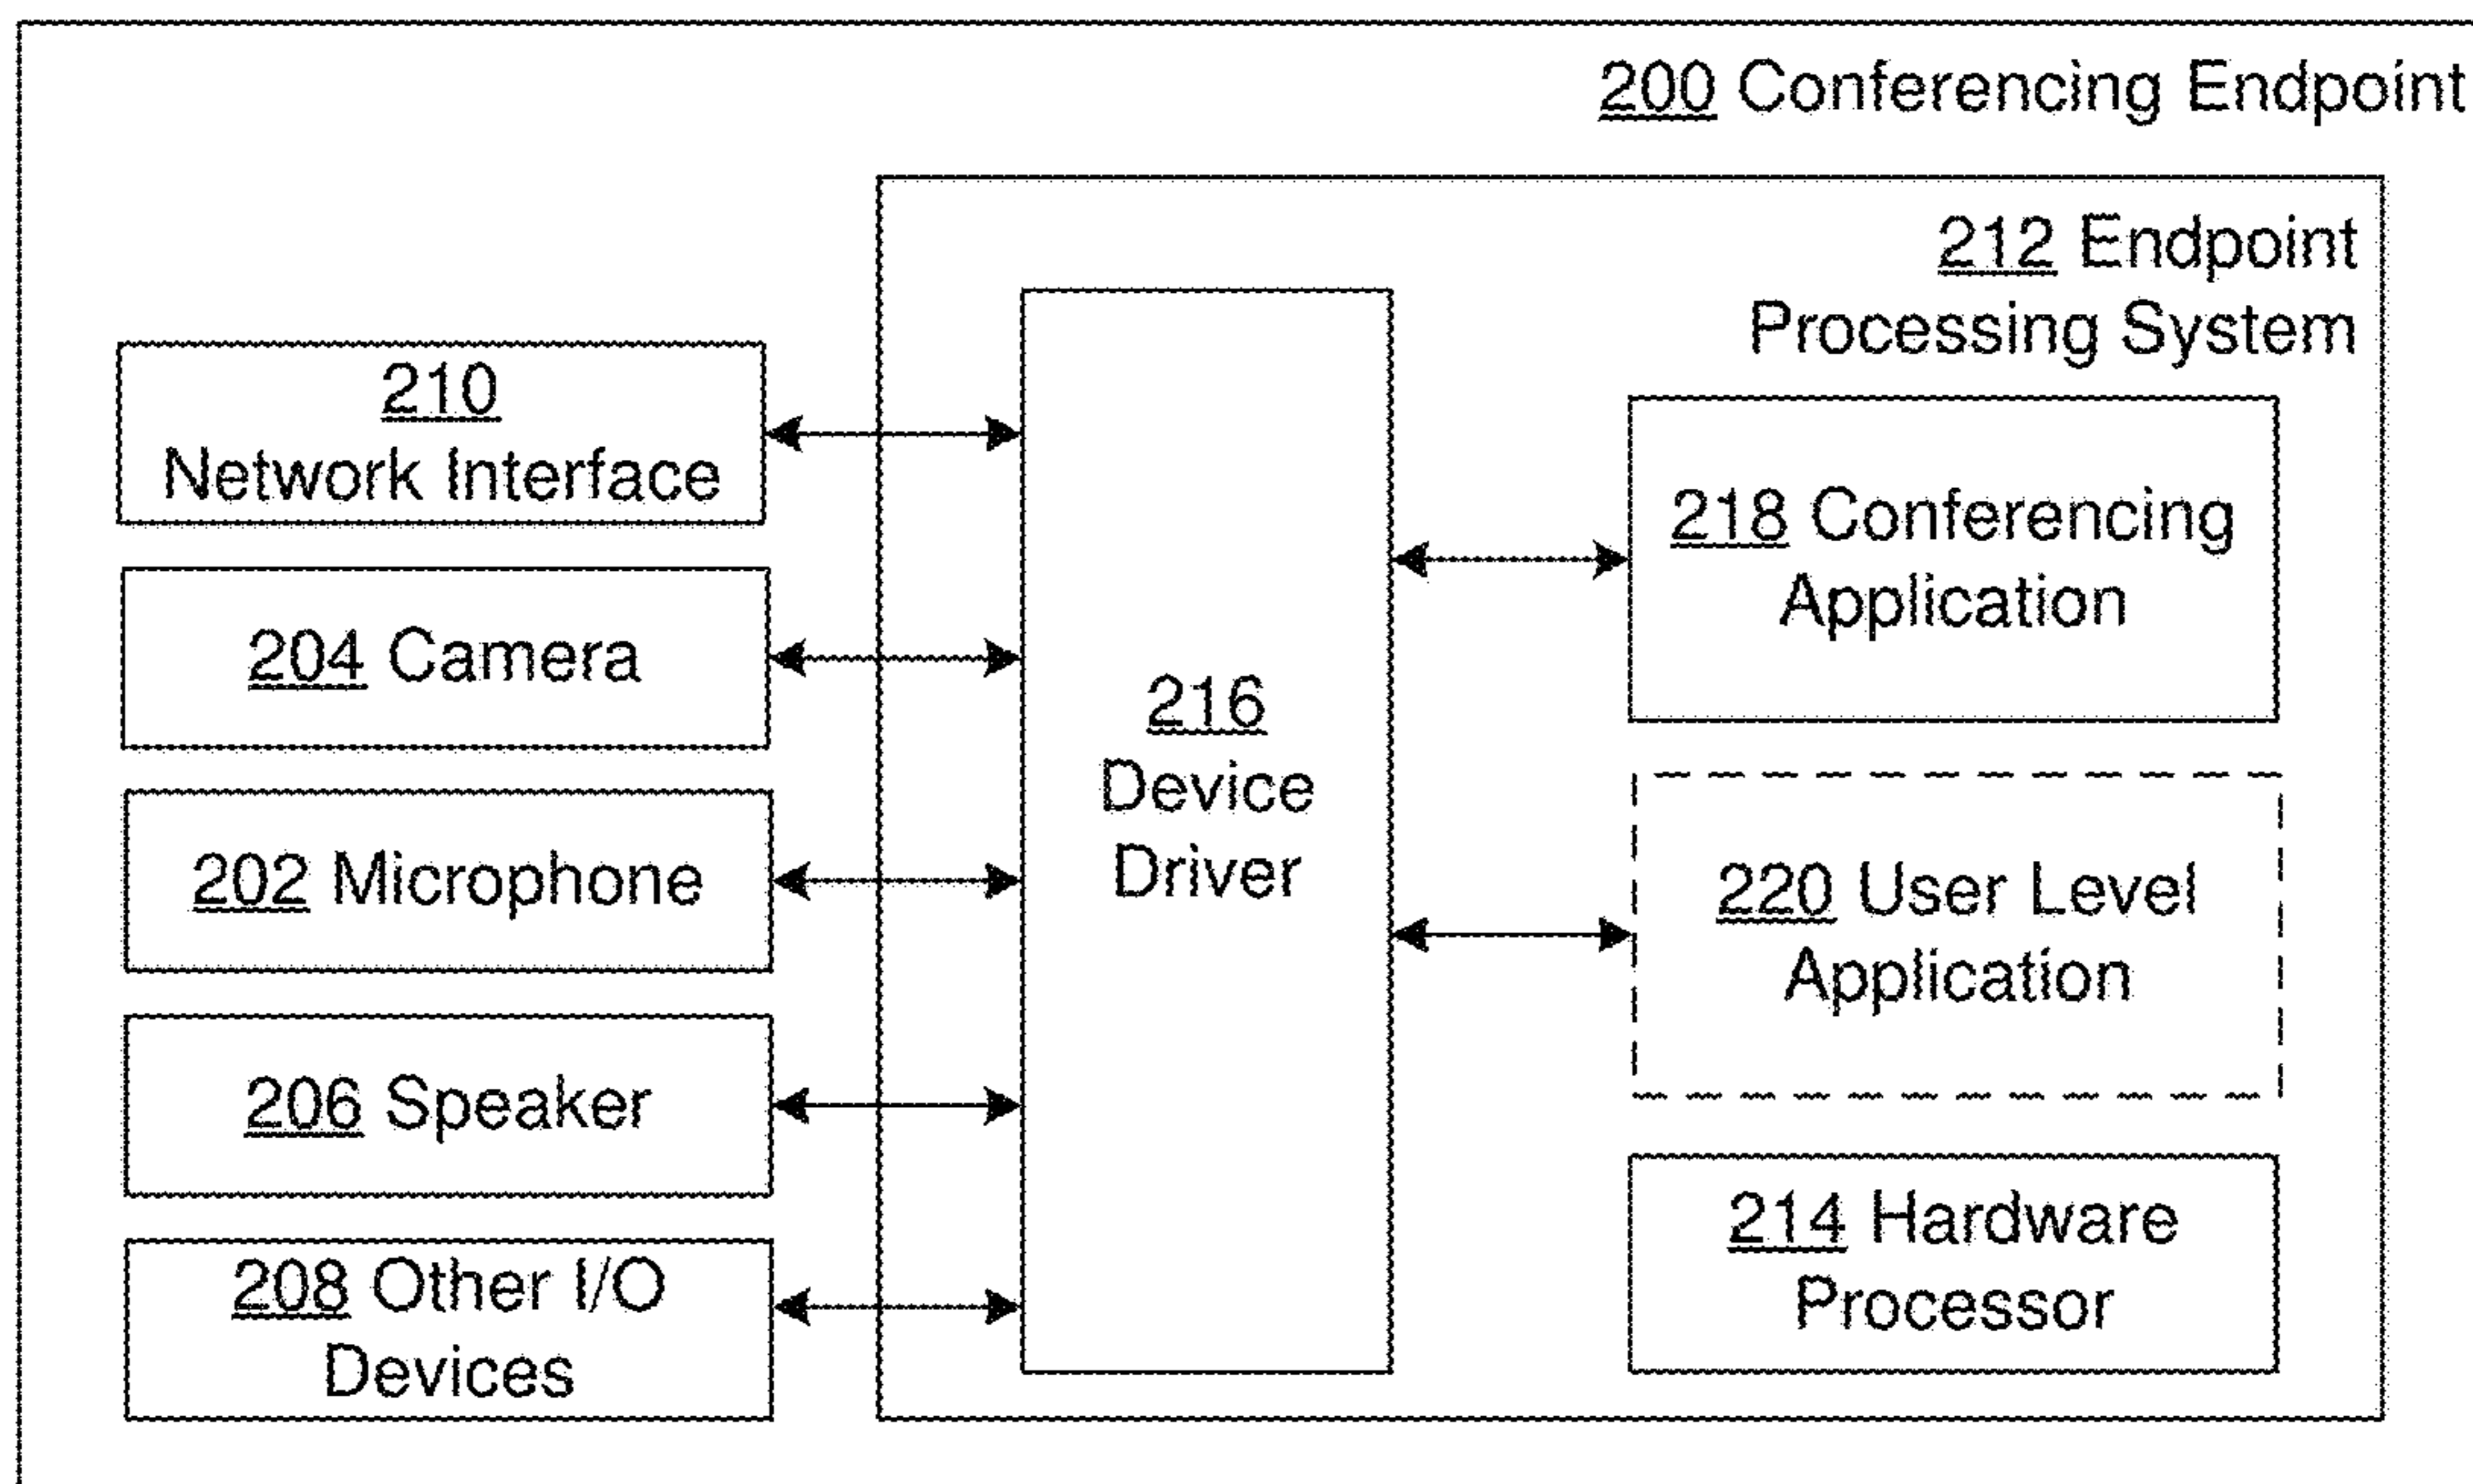 200 Conferencing Endpoint
212 Endpoint
Processing System
210
Network Interface
204 Camera
202 Microphone
206 Speaker
208 Other I/O
Devices
216
Device
Driver
218 Conferencing
Application
220 User Level
Application
214 Hardware
Processor